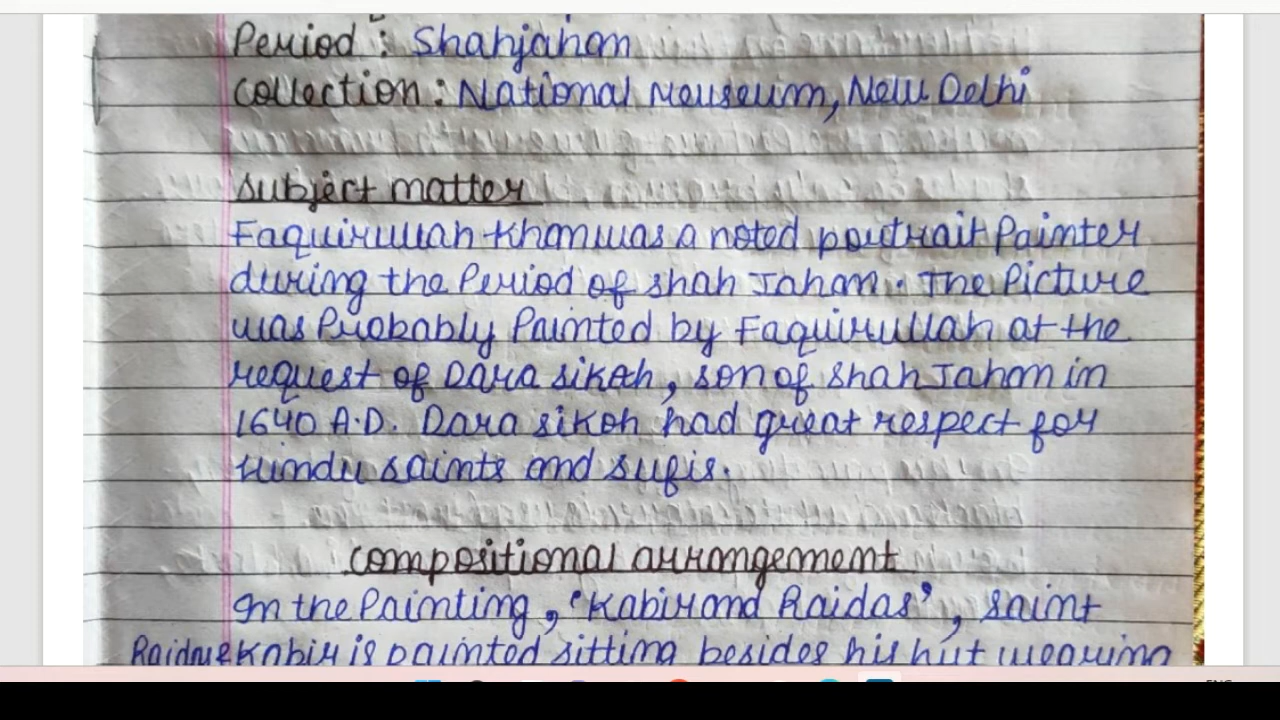 Period : Shahjahan
Collection : National Meuseum, New Delhi
Subject matter
Faquirullah Khan was a noted portrait Painter
during the Period of Shah Jahan. The Picture
was Probably Painted by Faquirullah at the
request of Dara sikoh, son of Shah Jahan in
1640 A.D. Dara sikoh had great respect for
Hindu saints and sufis.
Compositional arrangement
In the Painting, 'Kabir and Raidas', saint
Kabir is painted sitting besides his hut wearing
ENG